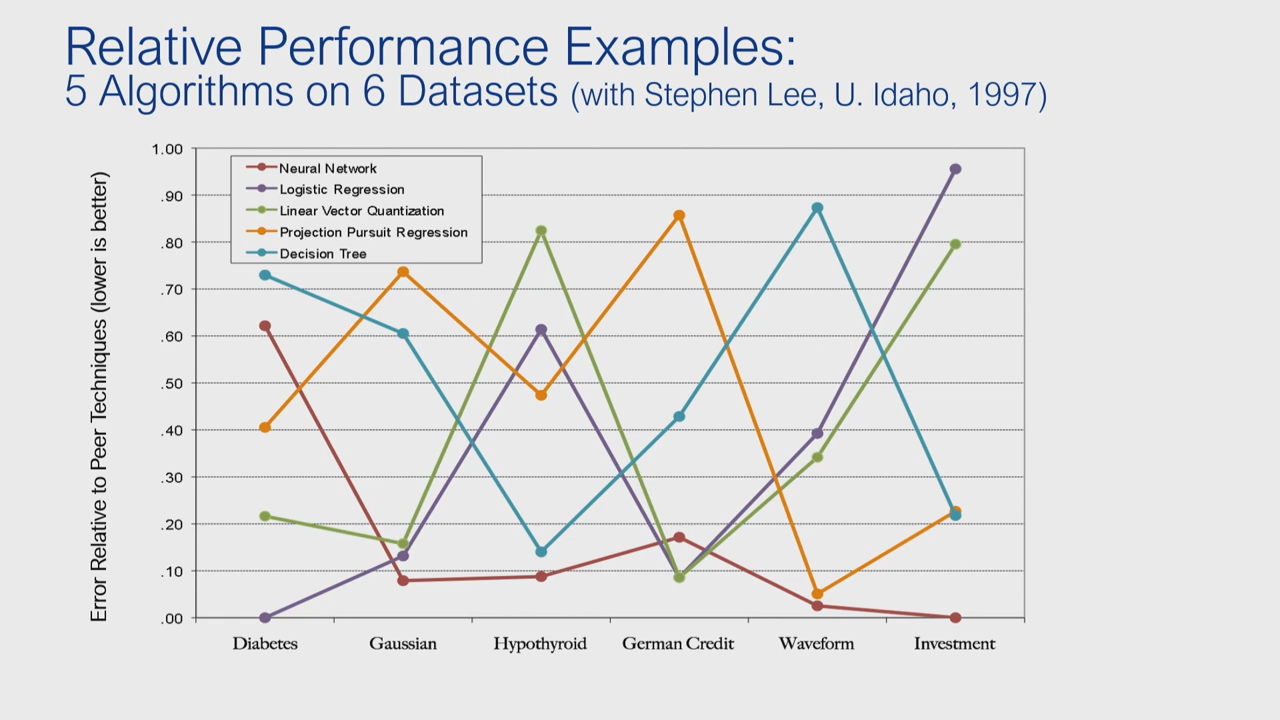 Relative Performance Examples:
5 Algorithms on 6 Datasets (with Stephen Lee, U. Idaho, 1997)
Error Relative to Peer Techniques (lower is better)
1.00
.90
.80
.70
.60
.50
.40
.30
.20
.10
.00
Neural Network
Logistic Regression
Linear Vector Quantization
Projection Pursuit Regression
Decision Tree
Diabetes Gaussian Hypothyroid German Credit Waveform Investment